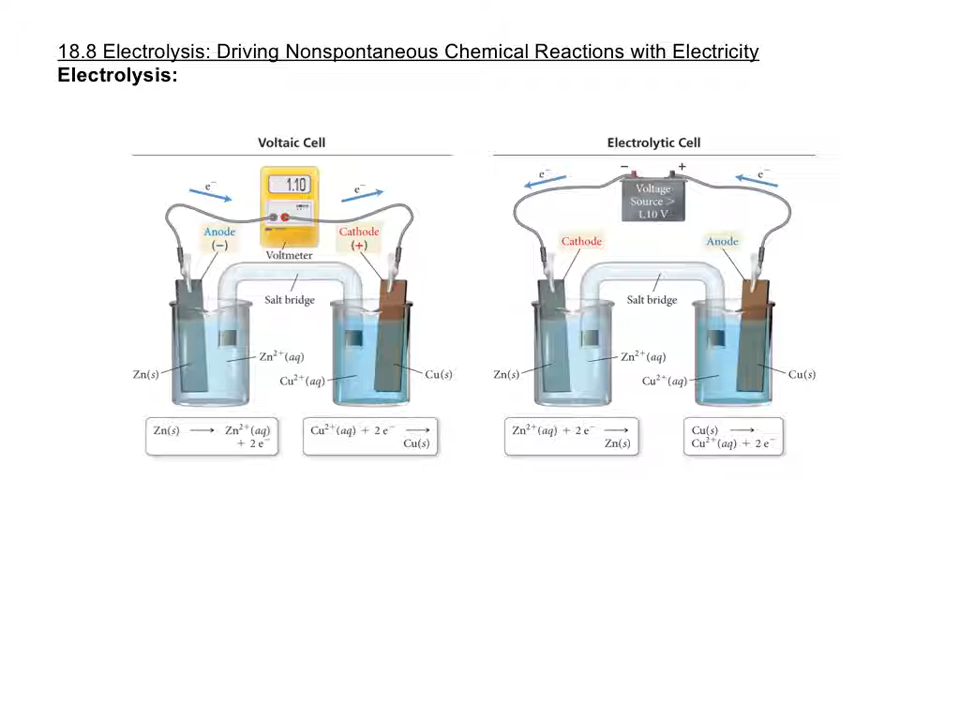 18.8 Electrolysis: Driving Nonspontaneous Chemical Reactions with Electricity
Electrolysis:
Voltaic Cell
e⁻
1.10
e⁻
Anode
(−)
Cathode
(+)
Voltmeter
Salt bridge
Zn²⁺(aq)
Zn(s)
Cu²⁺(aq)
Cu(s)
Zn(s) ⟶ Zn²⁺(aq)
+ 2 e⁻
Cu²⁺(aq) + 2 e⁻ ⟶
Cu(s)
Electrolytic Cell
− +
e⁻
Voltage
Source >
1.10 V
e⁻
Cathode
Anode
Salt bridge
Zn²⁺(aq)
Zn(s)
Cu²⁺(aq)
Cu(s)
Zn²⁺(aq) + 2 e⁻ ⟶
Zn(s)
Cu(s) ⟶
Cu²⁺(aq) + 2 e⁻